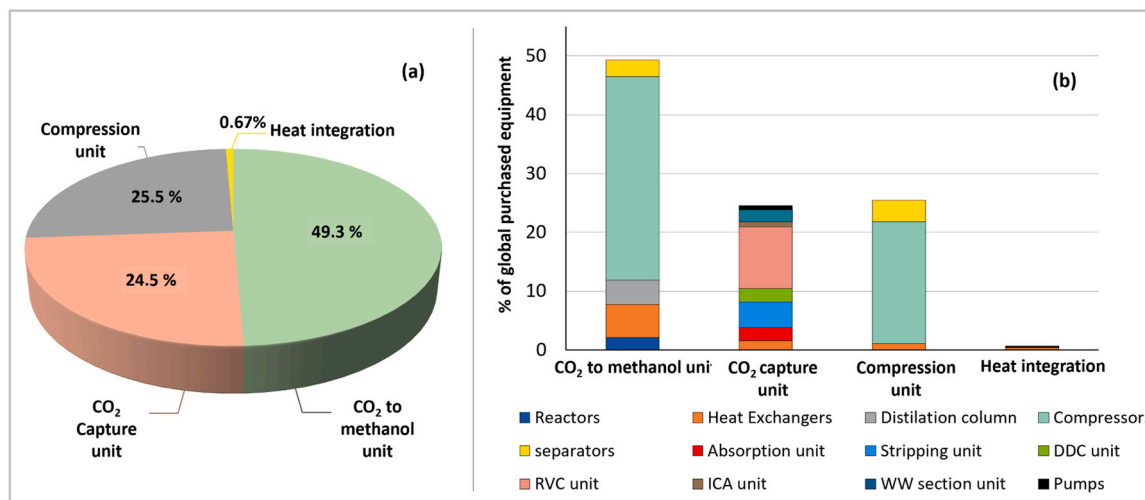 (a)
0.67%
Heat integration
Compression
unit
25.5 %
49.3 %
24.5 %
CO2
Capture
unit
CO2 to
methanol
unit
(b)
% of global purchased equipment
50
40
30
20
10
0
CO2 to methanol unit
CO2 capture
unit
Compression
unit
Heat integration
Reactors
Heat Exchangers
Distilation column
Compressor
separators
Absorption unit
Stripping unit
DDC unit
RVC unit
ICA unit
WW section unit
Pumps